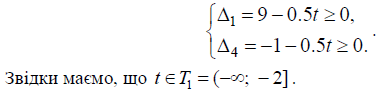 Δ₁ = 9 − 0.5t ≥ 0,
Δ₄ = −1 − 0.5t ≥ 0.
.
Звідки маємо, що t ∈ T₁ = (−∞; −2].